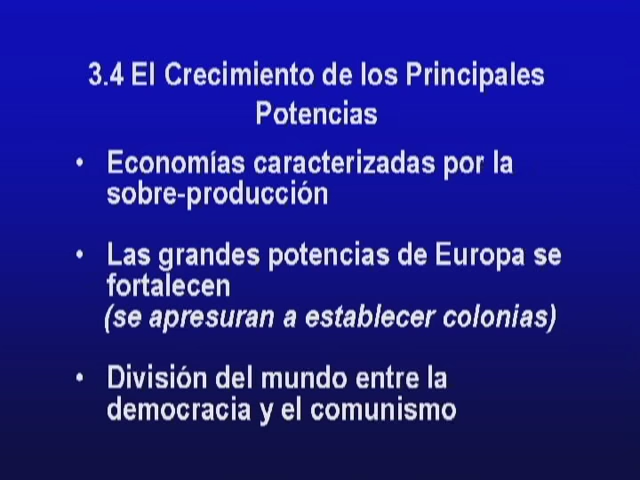 3.4 El Crecimiento de los Principales
Potencias
• Economías caracterizadas por la
sobre-producción
• Las grandes potencias de Europa se
fortalecen
(se apresuran a establecer colonias)
• División del mundo entre la
democracia y el comunismo